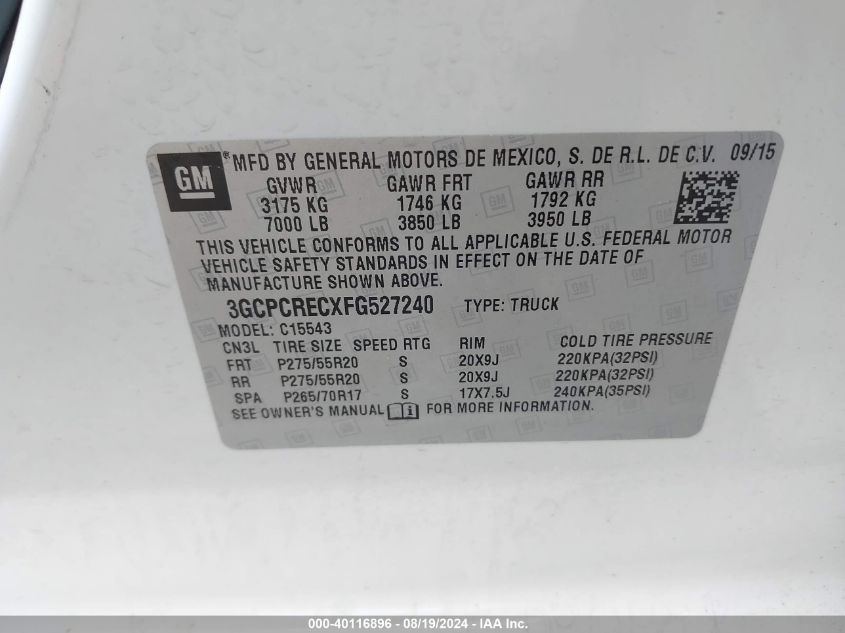 GM ® MFD BY GENERAL MOTORS DE MEXICO, S. DE R.L. DE C.V. 09/15
GVWR GAWR FRT GAWR RR
3175 KG 1746 KG 1792 KG
7000 LB 3850 LB 3950 LB
THIS VEHICLE CONFORMS TO ALL APPLICABLE U.S. FEDERAL MOTOR
VEHICLE SAFETY STANDARDS IN EFFECT ON THE DATE OF
MANUFACTURE SHOWN ABOVE.
3GCPCRECXFG527240 TYPE: TRUCK
MODEL: C15543
CN3L TIRE SIZE SPEED RTG RIM COLD TIRE PRESSURE
FRT P275/55R20 S 20X9J 220KPA(32PSI)
RR P275/55R20 S 20X9J 220KPA(32PSI)
SPA P265/70R17 S 17X7.5J 240KPA(35PSI)
SEE OWNER'S MANUAL i FOR MORE INFORMATION.
000-40116896 - 08/19/2024 - IAA Inc.